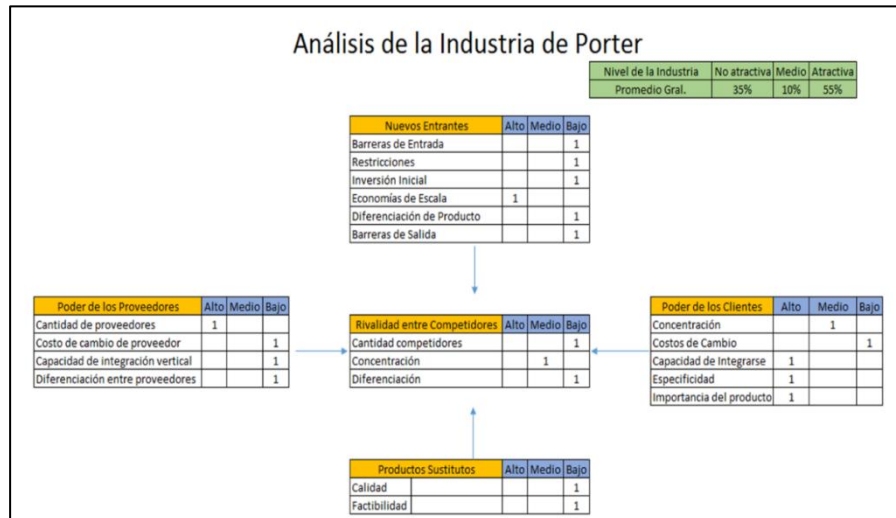 Análisis de la Industria de Porter
Nivel de la Industria No atractiva Medio Atractiva
Promedio Gral. 35% 10% 55%
Nuevos Entrantes Alto Medio Bajo
Barreras de Entrada 1
Restricciones 1
Inversión Inicial 1
Economías de Escala 1
Diferenciación de Producto 1
Barreras de Salida 1
Poder de los Proveedores Alto Medio Bajo
Cantidad de proveedores 1
Costo de cambio de proveedor 1
Capacidad de integración vertical 1
Diferenciación entre proveedores 1
Rivalidad entre Competidores Alto Medio Bajo
Cantidad competidores 1
Concentración 1
Diferenciación 1
Poder de los Clientes Alto Medio Bajo
Concentración 1
Costos de Cambio 1
Capacidad de Integrarse 1
Especificidad 1
Importancia del producto 1
Productos Sustitutos Alto Medio Bajo
Calidad 1
Factibilidad 1